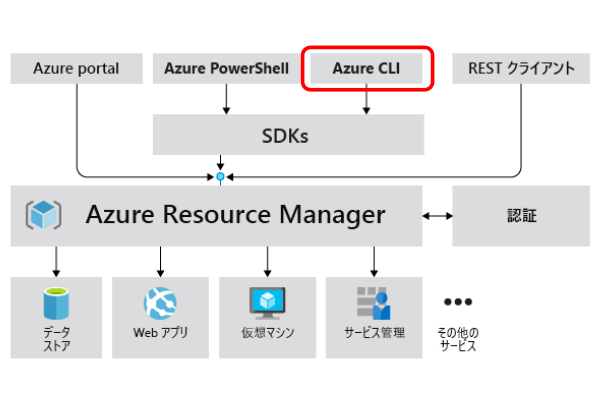 Azure portal
Azure PowerShell
Azure CLI
REST クライアント
SDKs
Azure Resource Manager
認証
データ
ストア
Web アプリ
仮想マシン
サービス管理
その他の
サービス